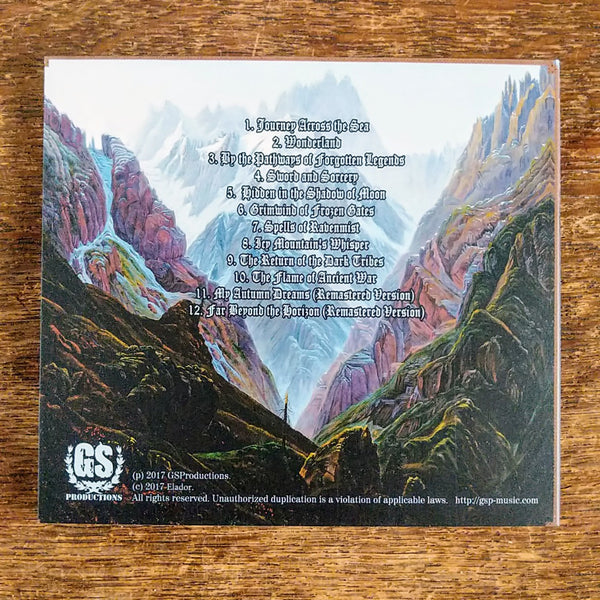 1. Journey Across the Sea
2. Wonderland
3. By the Pathways of Forgotten Legends
4. Sword and Sorcery
5. Hidden in the Shadow of Moon
6. Grimwind of Frozen Gates
7. Spells of Ravenmist
8. Icy Mountain's Whisper
9. The Return of the Dark Tribes
10. The Flame of Ancient War
11. My Autumn Dreams (Remastered Version)
12. Far Beyond the Horizon (Remastered Version)
GS
PRODUCTIONS
(p) 2017 GSProductions.
(c) 2017 Elador.
All rights reserved. Unauthorized duplication is a violation of applicable laws. http://gsp-music.com